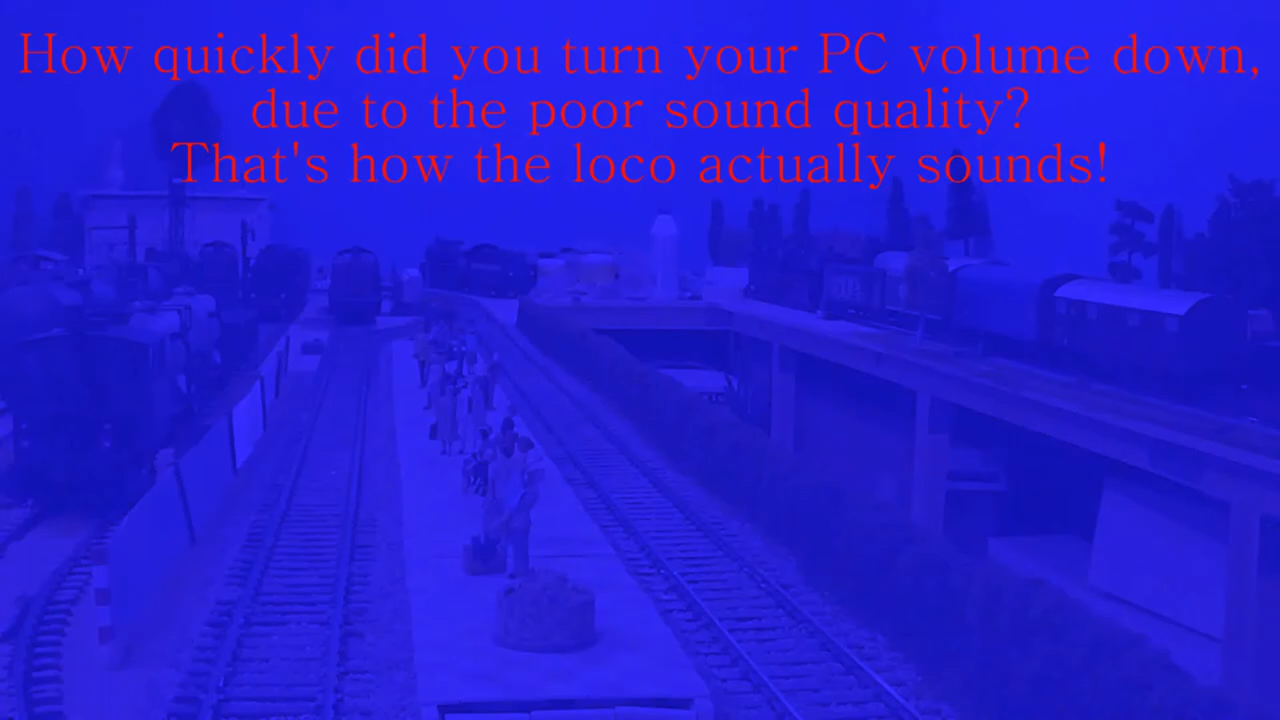 How quickly did you turn your PC volume down,
due to the poor sound quality?
That's how the loco actually sounds!